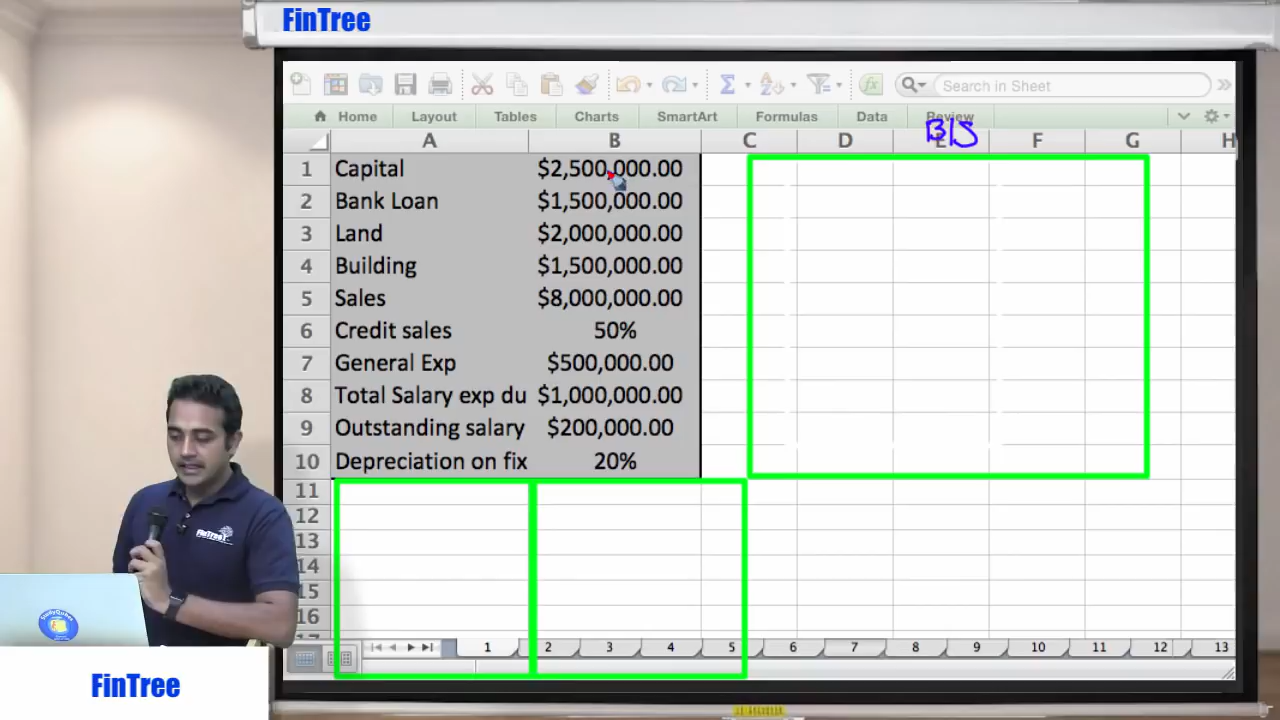 FinTree
Search in Sheet
Home Layout Tables Charts SmartArt Formulas Data Review
B/S
A B C D E F G H
1 Capital $2,500,000.00
2 Bank Loan $1,500,000.00
3 Land $2,000,000.00
4 Building $1,500,000.00
5 Sales $8,000,000.00
6 Credit sales 50%
7 General Exp $500,000.00
8 Total Salary exp du $1,000,000.00
9 Outstanding salary $200,000.00
10 Depreciation on fix 20%
11
12
13
14
15
16
1 2 3 4 5 6 7 8 9 10 11 12 13
FinTree
FinTree